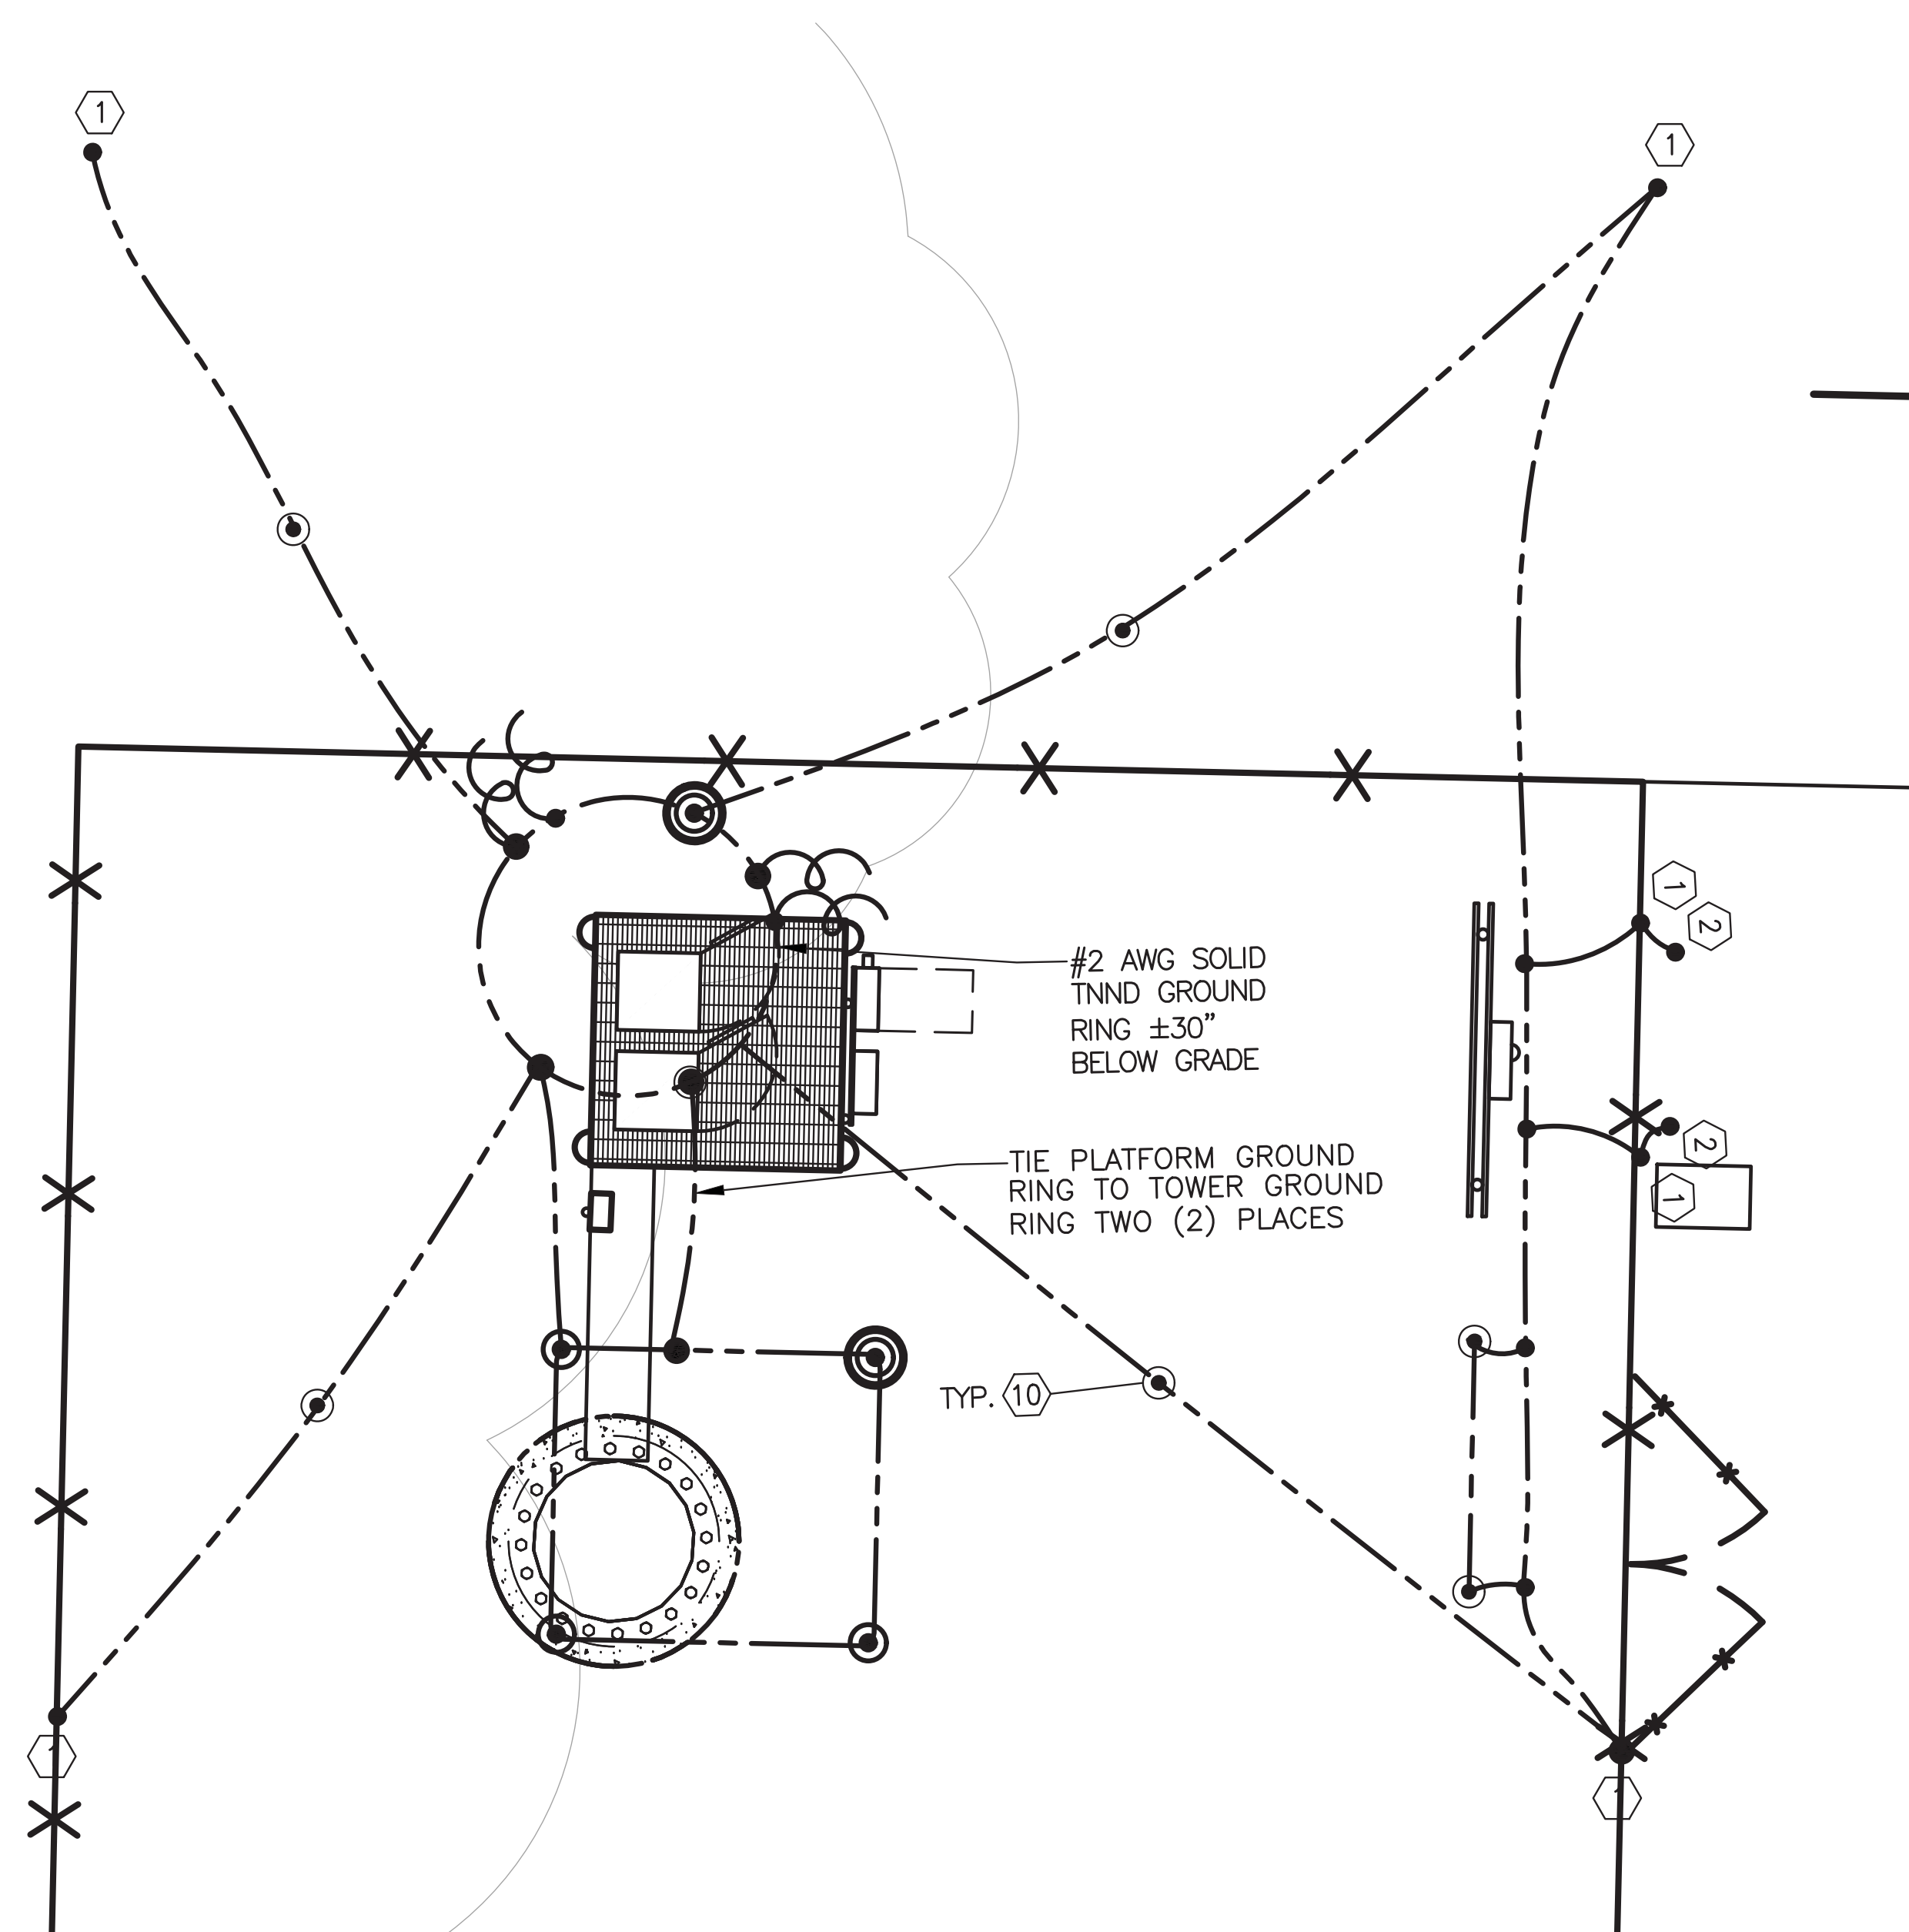 1
1
1
2
#2 AWG SOLID
TNND GROUND
RING ±30"
BELOW GRADE
2
TIE PLATFORM GROUND
RING TO TOWER GROUND
RING TWO (2) PLACES
1
TYP. 10
1
1